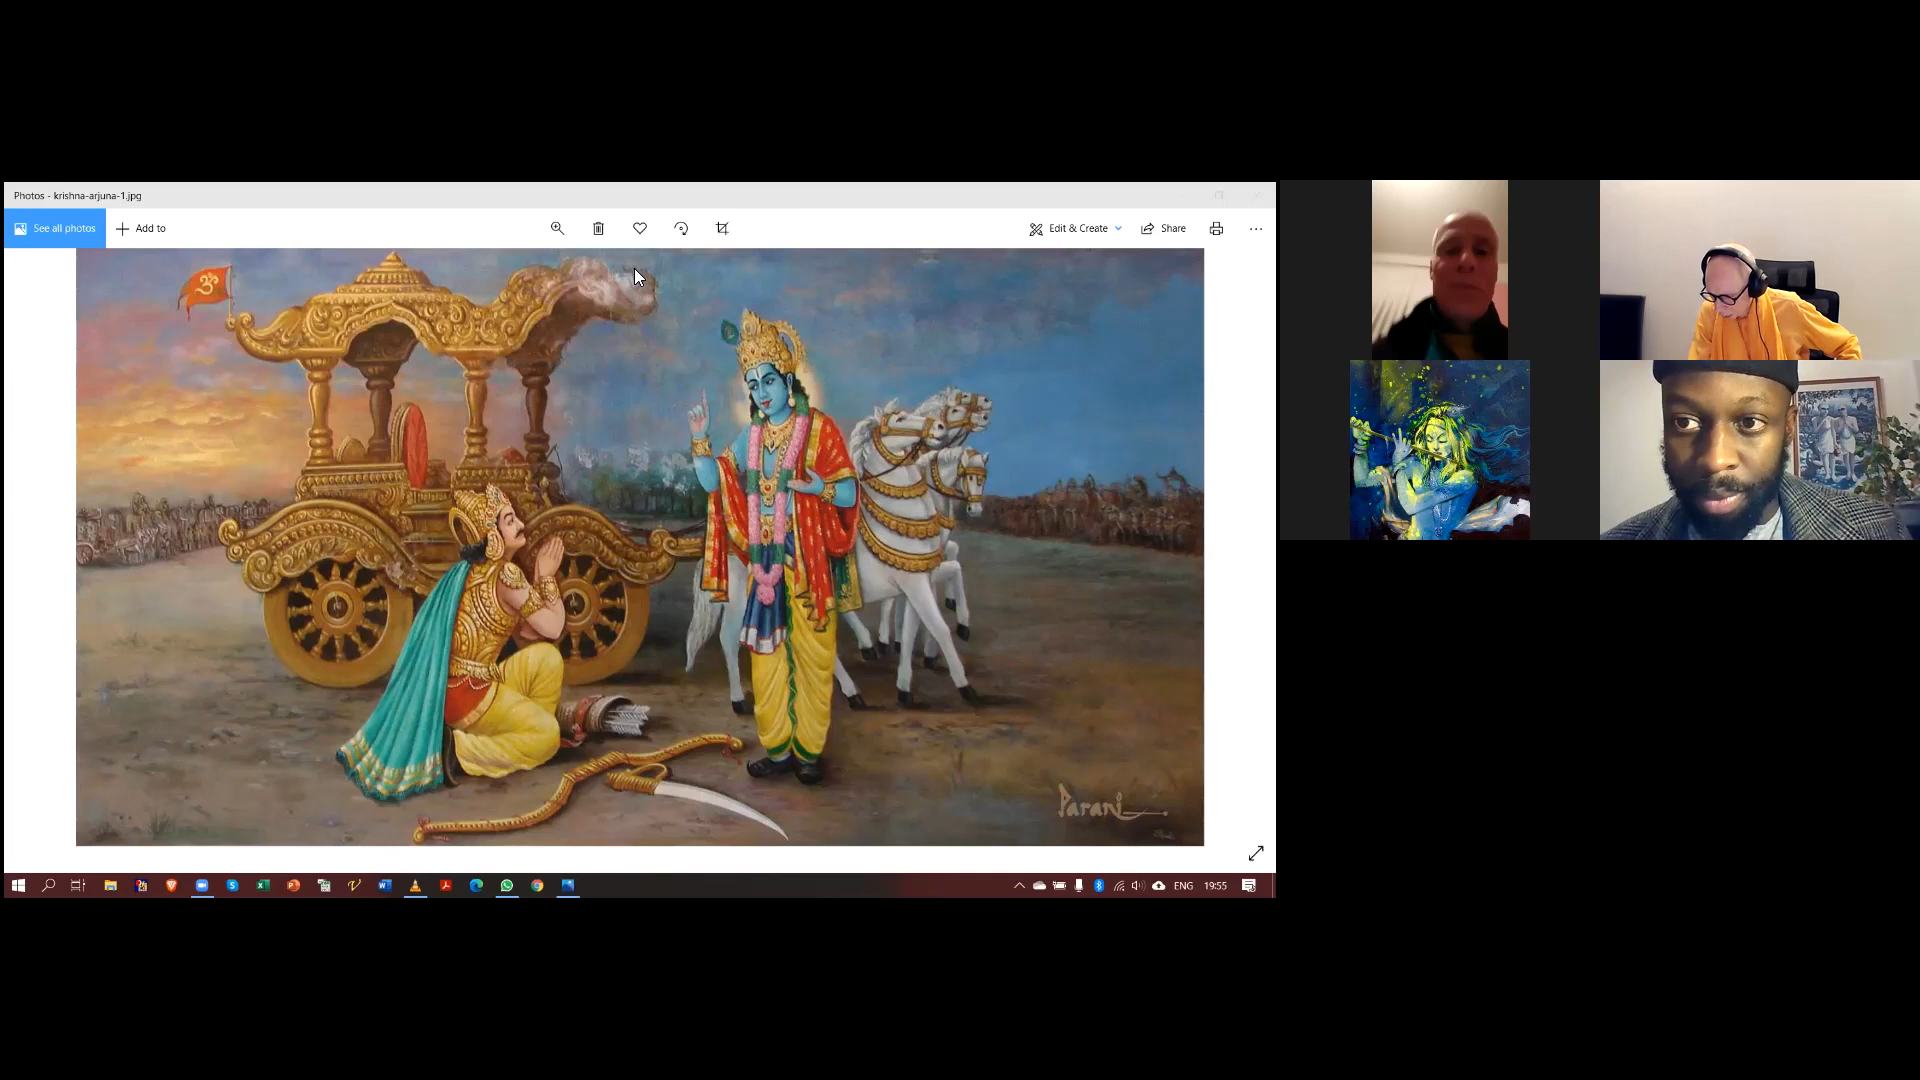 Photos - krishna-arjuna-1.jpg
See all photos
Add to
Edit & Create
Share
ॐ
Parani
ENG
19:55